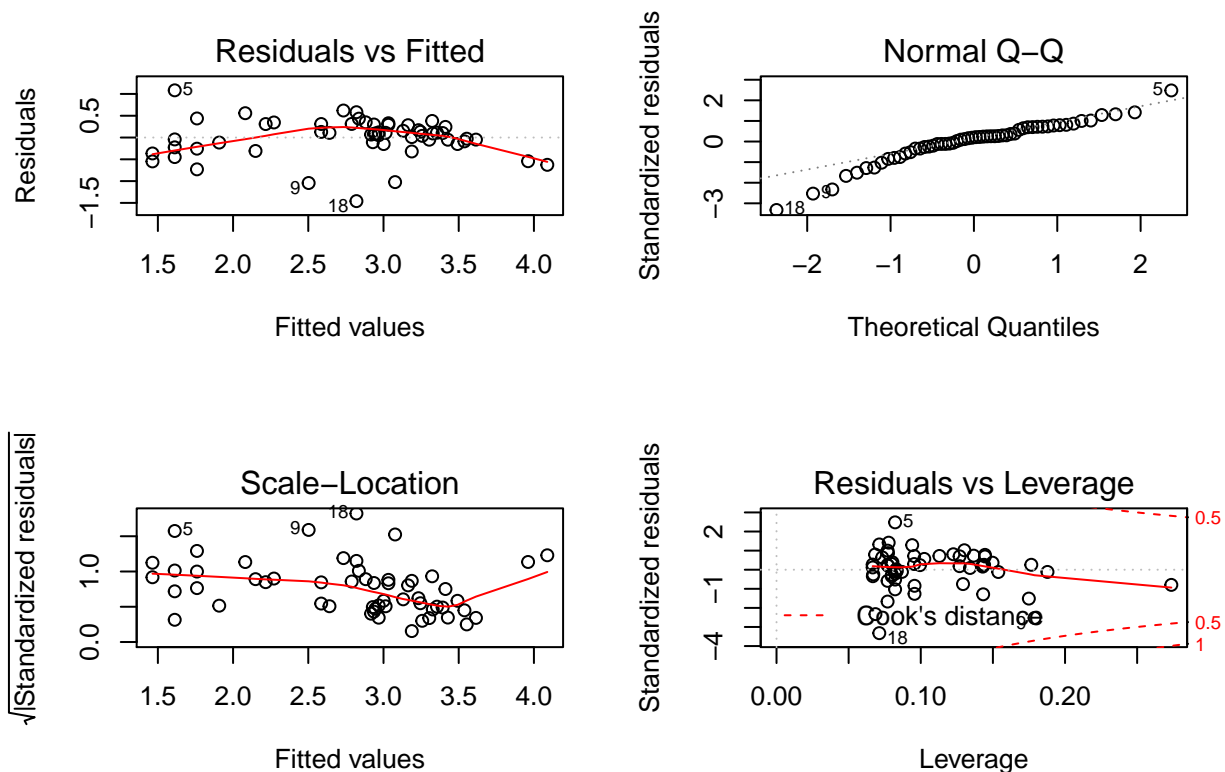 Residuals vs Fitted
Residuals
0.5
−1.5
5
9
18
1.5 2.0 2.5 3.0 3.5 4.0
Fitted values
Normal Q−Q
Standardized residuals
2
0
−3
5
9
18
−2 −1 0 1 2
Theoretical Quantiles
Scale−Location
√|Standardized residuals|
1.0
0.0
5
9
18
1.5 2.0 2.5 3.0 3.5 4.0
Fitted values
Residuals vs Leverage
Standardized residuals
2
−1
−4
5
9
18
Cook's distance
0.5
0.5
1
0.00 0.10 0.20
Leverage